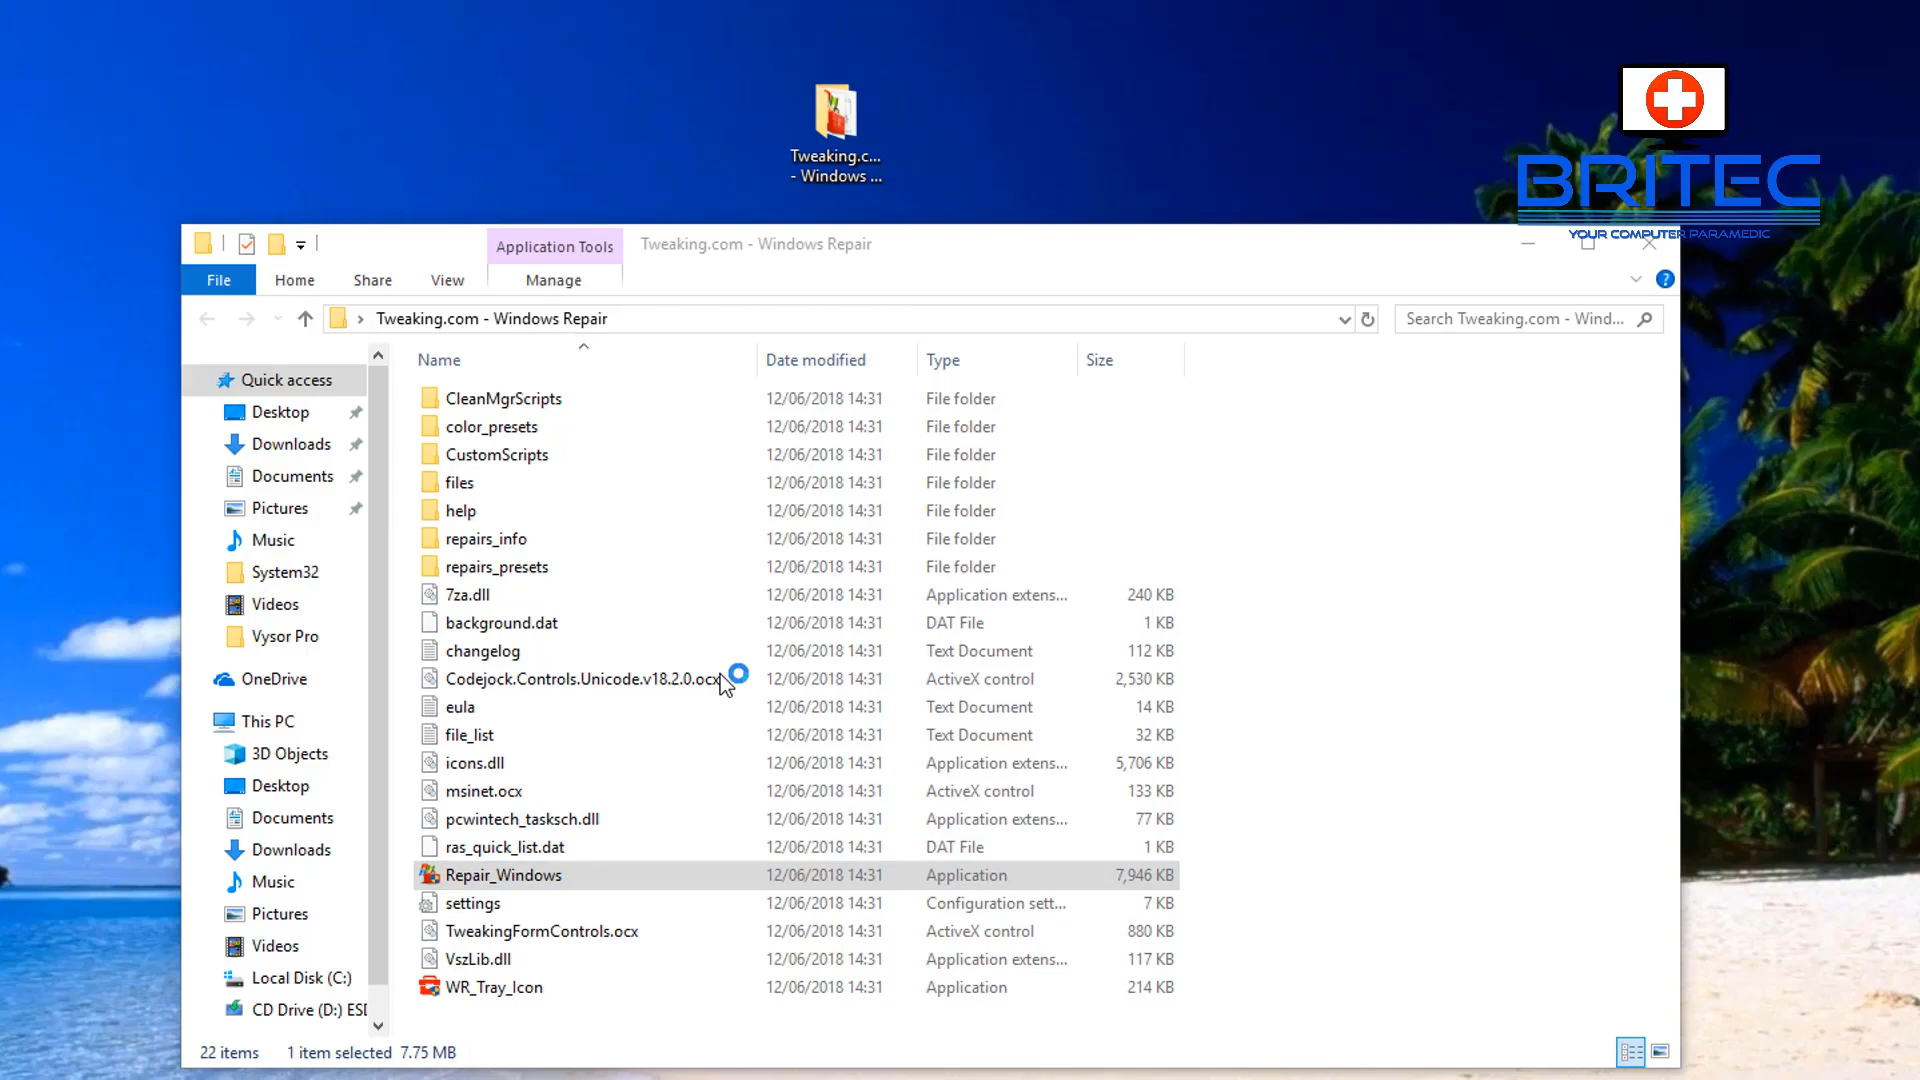 Tweaking.c...
- Windows ...
BRITEC
YOUR COMPUTER PARAMEDIC
Application Tools
Tweaking.com - Windows Repair
File
Home
Share
View
Manage
Tweaking.com - Windows Repair
Search Tweaking.com - Wind...
Name
Date modified
Type
Size
Quick access
Desktop
Downloads
Documents
Pictures
Music
System32
Videos
Vysor Pro
OneDrive
This PC
3D Objects
Desktop
Documents
Downloads
Music
Pictures
Videos
Local Disk (C:)
CD Drive (D:) ESD
CleanMgrScripts 12/06/2018 14:31 File folder
color_presets 12/06/2018 14:31 File folder
CustomScripts 12/06/2018 14:31 File folder
files 12/06/2018 14:31 File folder
help 12/06/2018 14:31 File folder
repairs_info 12/06/2018 14:31 File folder
repairs_presets 12/06/2018 14:31 File folder
7za.dll 12/06/2018 14:31 Application extens... 240 KB
background.dat 12/06/2018 14:31 DAT File 1 KB
changelog 12/06/2018 14:31 Text Document 112 KB
Codejock.Controls.Unicode.v18.2.0.ocx 12/06/2018 14:31 ActiveX control 2,530 KB
eula 12/06/2018 14:31 Text Document 14 KB
file_list 12/06/2018 14:31 Text Document 32 KB
icons.dll 12/06/2018 14:31 Application extens... 5,706 KB
msinet.ocx 12/06/2018 14:31 ActiveX control 133 KB
pcwintech_tasksch.dll 12/06/2018 14:31 Application extens... 77 KB
ras_quick_list.dat 12/06/2018 14:31 DAT File 1 KB
Repair_Windows 12/06/2018 14:31 Application 7,946 KB
settings 12/06/2018 14:31 Configuration sett... 7 KB
TweakingFormControls.ocx 12/06/2018 14:31 ActiveX control 880 KB
VszLib.dll 12/06/2018 14:31 Application extens... 117 KB
WR_Tray_Icon 12/06/2018 14:31 Application 214 KB
22 items 1 item selected 7.75 MB